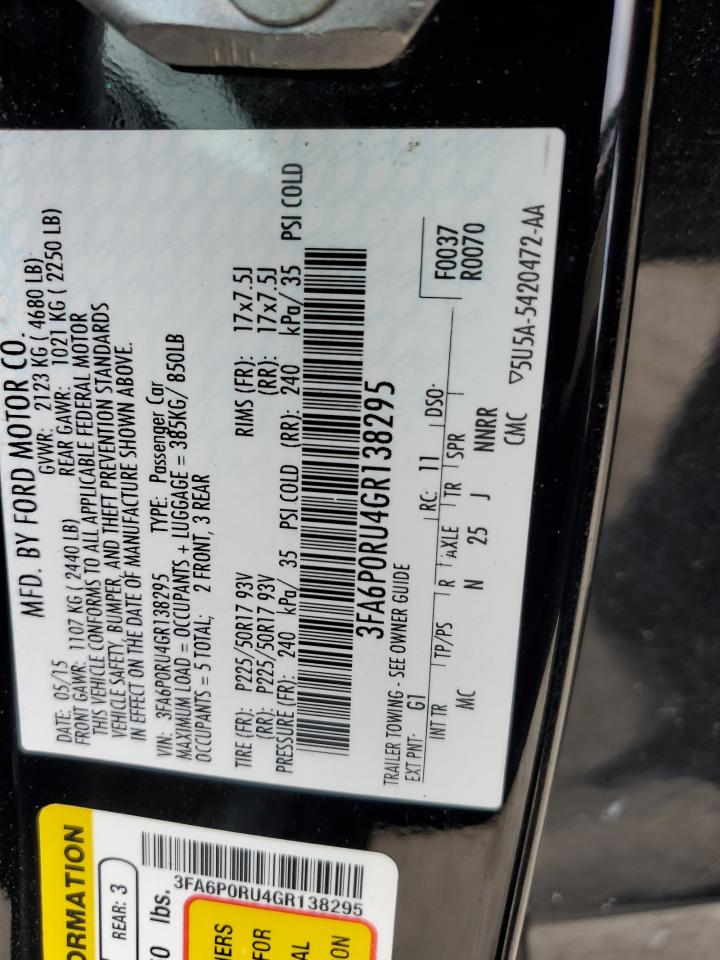 MFD. BY FORD MOTOR CO.
DATE: 05/15 GVWR: 2123 KG ( 4680 LB)
FRONT GAWR: 1107 KG ( 2440 LB) REAR GAWR: 1021 KG ( 2250 LB)
THIS VEHICLE CONFORMS TO ALL APPLICABLE FEDERAL MOTOR
VEHICLE SAFETY, BUMPER, AND THEFT PREVENTION STANDARDS
IN EFFECT ON THE DATE OF MANUFACTURE SHOWN ABOVE.
VIN: 3FA6P0RU4GR138295 TYPE: Passenger Car
MAXIMUM LOAD = OCCUPANTS + LUGGAGE = 385KG/ 850LB
OCCUPANTS = 5 TOTAL; 2 FRONT, 3 REAR
TIRE (FR): P225/50R17 93V RIMS (FR): 17x7.5J
(RR): P225/50R17 93V (RR): 17x7.5J
PRESSURE (FR): 240 kPa/ 35 PSI COLD (RR): 240 kPa/ 35 PSI COLD
3FA6P0RU4GR138295
TRAILER TOWING - SEE OWNER GUIDE
EXT PNT: G1 RC: 11 DSO: F0037
R0070
INT TR TP/PS R AXLE TR SPR
MC N 25 J NNRR
CMC ▽5U5A-5420472-AA
ORMATION
REAR: 3
0 lbs.
3FA6P0RU4GR138295
ERS
FOR
AL
ON